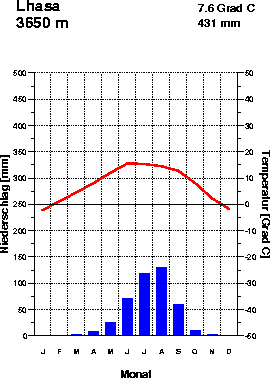 Lhasa
3650 m
7.6 Grad C
431 mm
Niederschlag [mm]
500
450
400
350
300
250
200
150
100
50
0
50
40
30
20
10
0
-10
-20
-30
-40
-50
Temperatur [Grad C]
J F M A M J J A S O N D
Monat